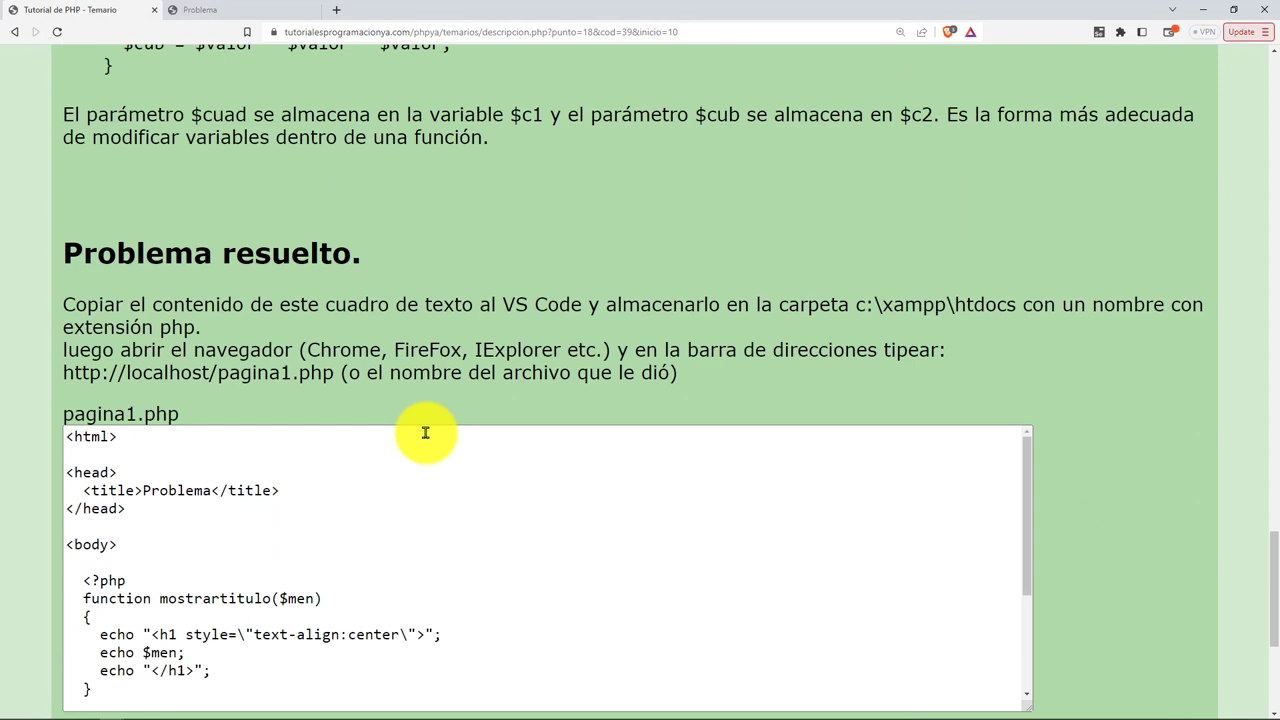 Tutorial de PHP - Temario
Problema
tutorialesprogramacionya.com/phpya/temarios/descripcion.php?punto=18&cod=39&inicio=10
VPN
Update
$cub = $valor * $valor * $valor;
}
El parámetro $cuad se almacena en la variable $c1 y el parámetro $cub se almacena en $c2. Es la forma más adecuada
de modificar variables dentro de una función.
Problema resuelto.
Copiar el contenido de este cuadro de texto al VS Code y almacenarlo en la carpeta c:\xampp\htdocs con un nombre con
extensión php.
luego abrir el navegador (Chrome, FireFox, IExplorer etc.) y en la barra de direcciones tipear:
http://localhost/pagina1.php (o el nombre del archivo que le dió)
pagina1.php
<html>
<head>
<title>Problema</title>
</head>
<body>
<?php
function mostrartitulo($men)
{
echo "<h1 style=\"text-align:center\">";
echo $men;
echo "</h1>";
}